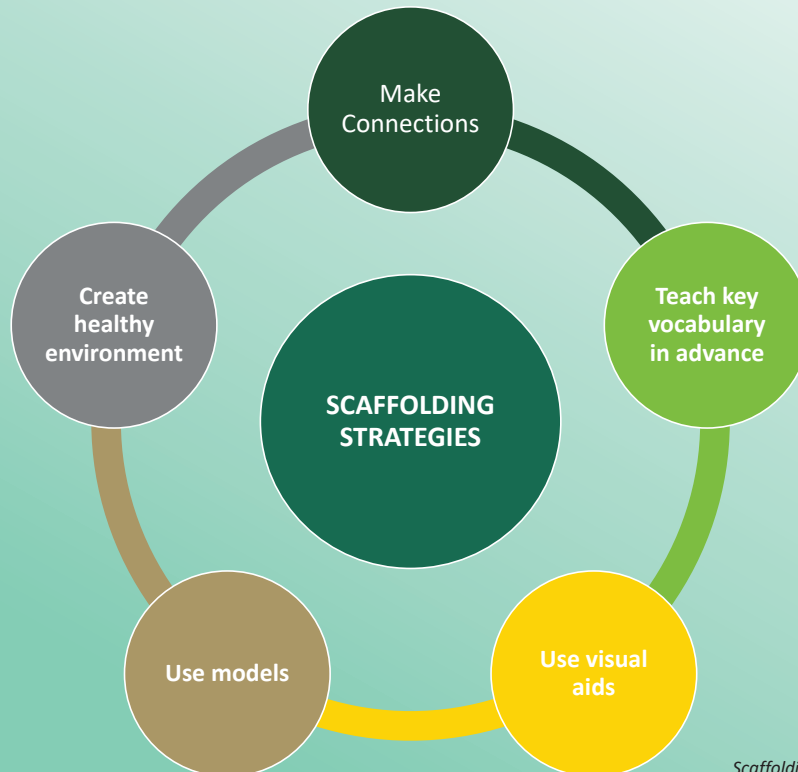 Make
Connections
Teach key
vocabulary
in advance
Use visual
aids
Use models
Create
healthy
environment
SCAFFOLDING
STRATEGIES